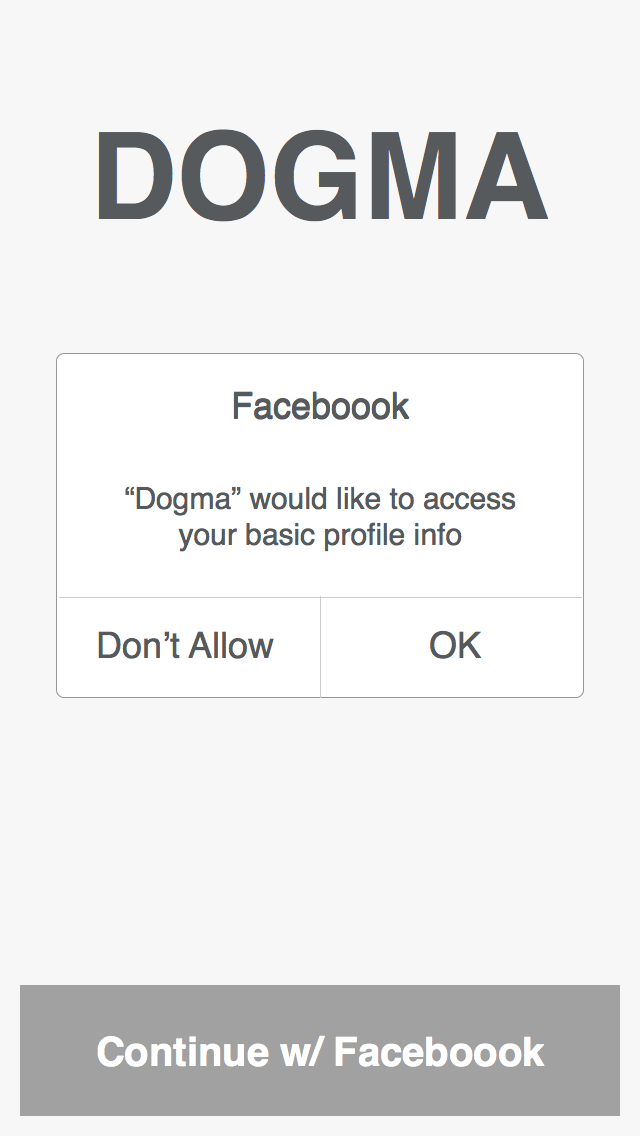 DOGMA
Faceboook
“Dogma” would like to access
your basic profile info
Don’t Allow
OK
Continue w/ Faceboook